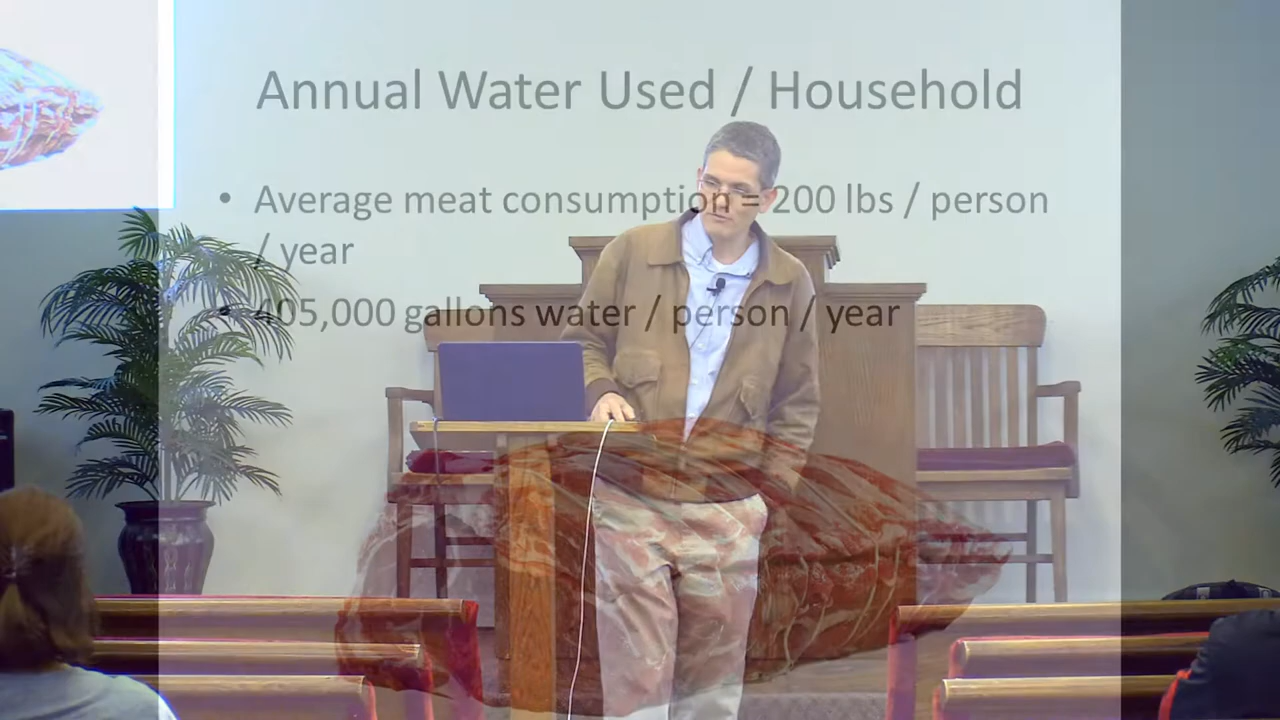 Annual Water Used / Household
• Average meat consumption = 200 lbs / person
/ year
• 405,000 gallons water / person / year